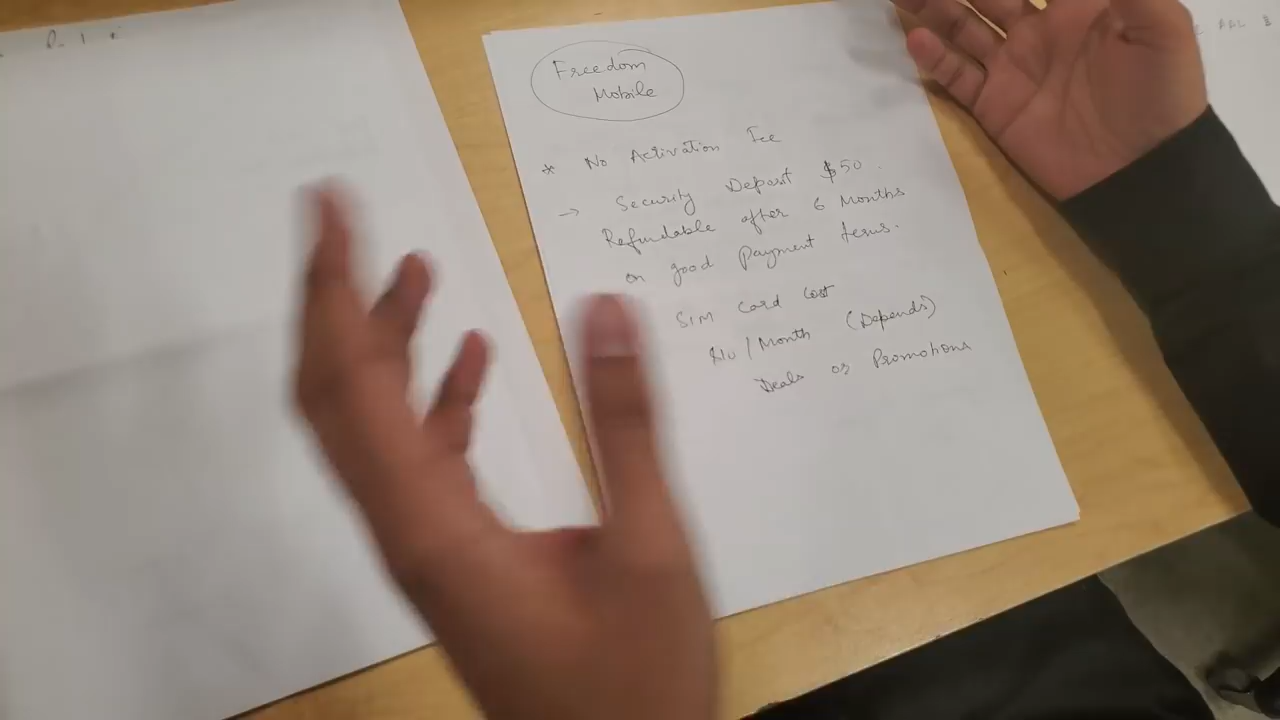 Freedom
Mobile
* No Activation Fee
→ Security Deposit $50.
Refundable after 6 Months
on good Payment terms.
SIM Card Cost
/Month (Depends)
Deals or Promotions